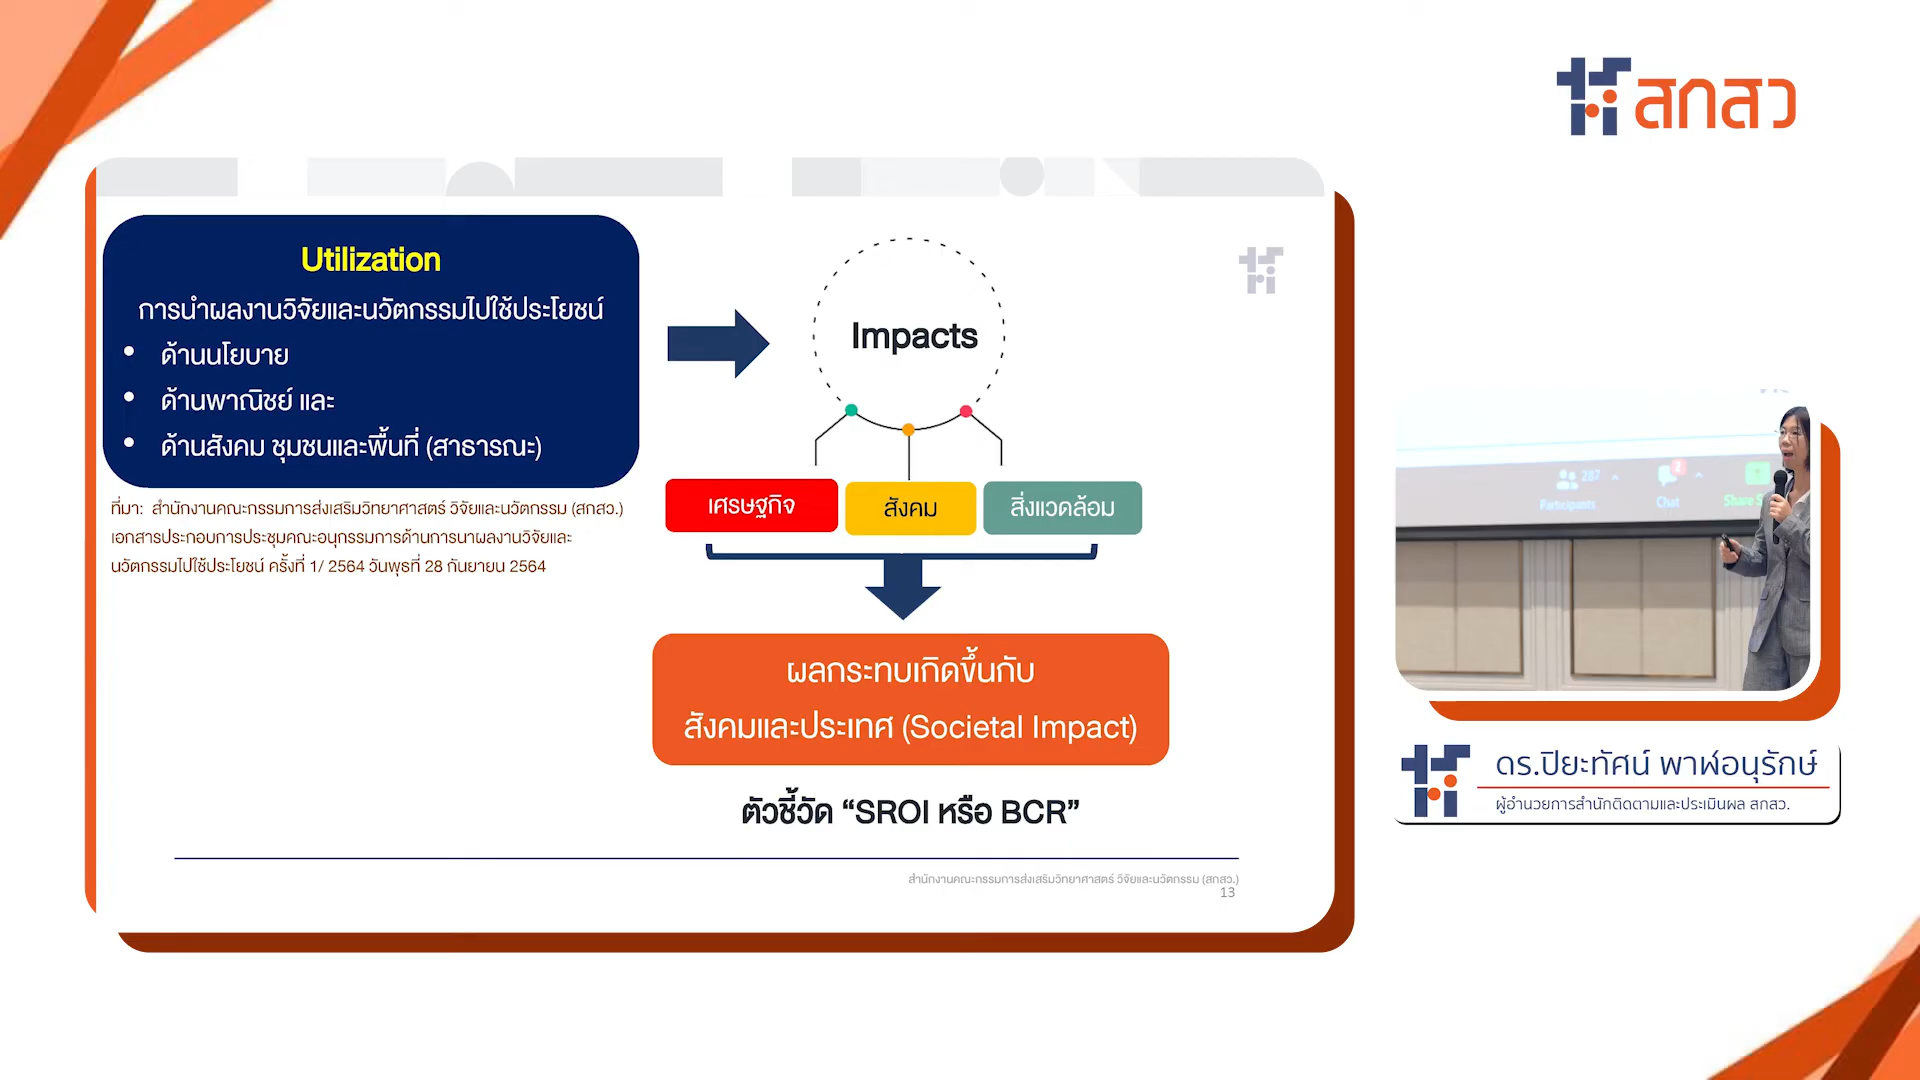 สกสว
Utilization
การนำผลงานวิจัยและนวัตกรรมไปใช้ประโยชน์
• ด้านนโยบาย
• ด้านพาณิชย์ และ
• ด้านสังคม ชุมชนและพื้นที่ (สาธารณะ)
ที่มา: สำนักงานคณะกรรมการส่งเสริมวิทยาศาสตร์ วิจัยและนวัตกรรม (สกสว.)
เอกสารประกอบการประชุมคณะอนุกรรมการด้านการนาผลงานวิจัยและ
นวัตกรรมไปใช้ประโยชน์ ครั้งที่ 1/ 2564 วันพุธที่ 28 กันยายน 2564
Impacts
เศรษฐกิจ
สังคม
สิ่งแวดล้อม
ผลกระทบเกิดขึ้นกับ
สังคมและประเทศ (Societal Impact)
ตัวชี้วัด “SROI หรือ BCR”
สำนักงานคณะกรรมการส่งเสริมวิทยาศาสตร์ วิจัยและนวัตกรรม (สกสว.)
13
287
2
Participants
Chat
Share
ดร.ปิยะทัศน์ พาฬอนุรักษ์
ผู้อำนวยการสำนักติดตามและประเมินผล สกสว.